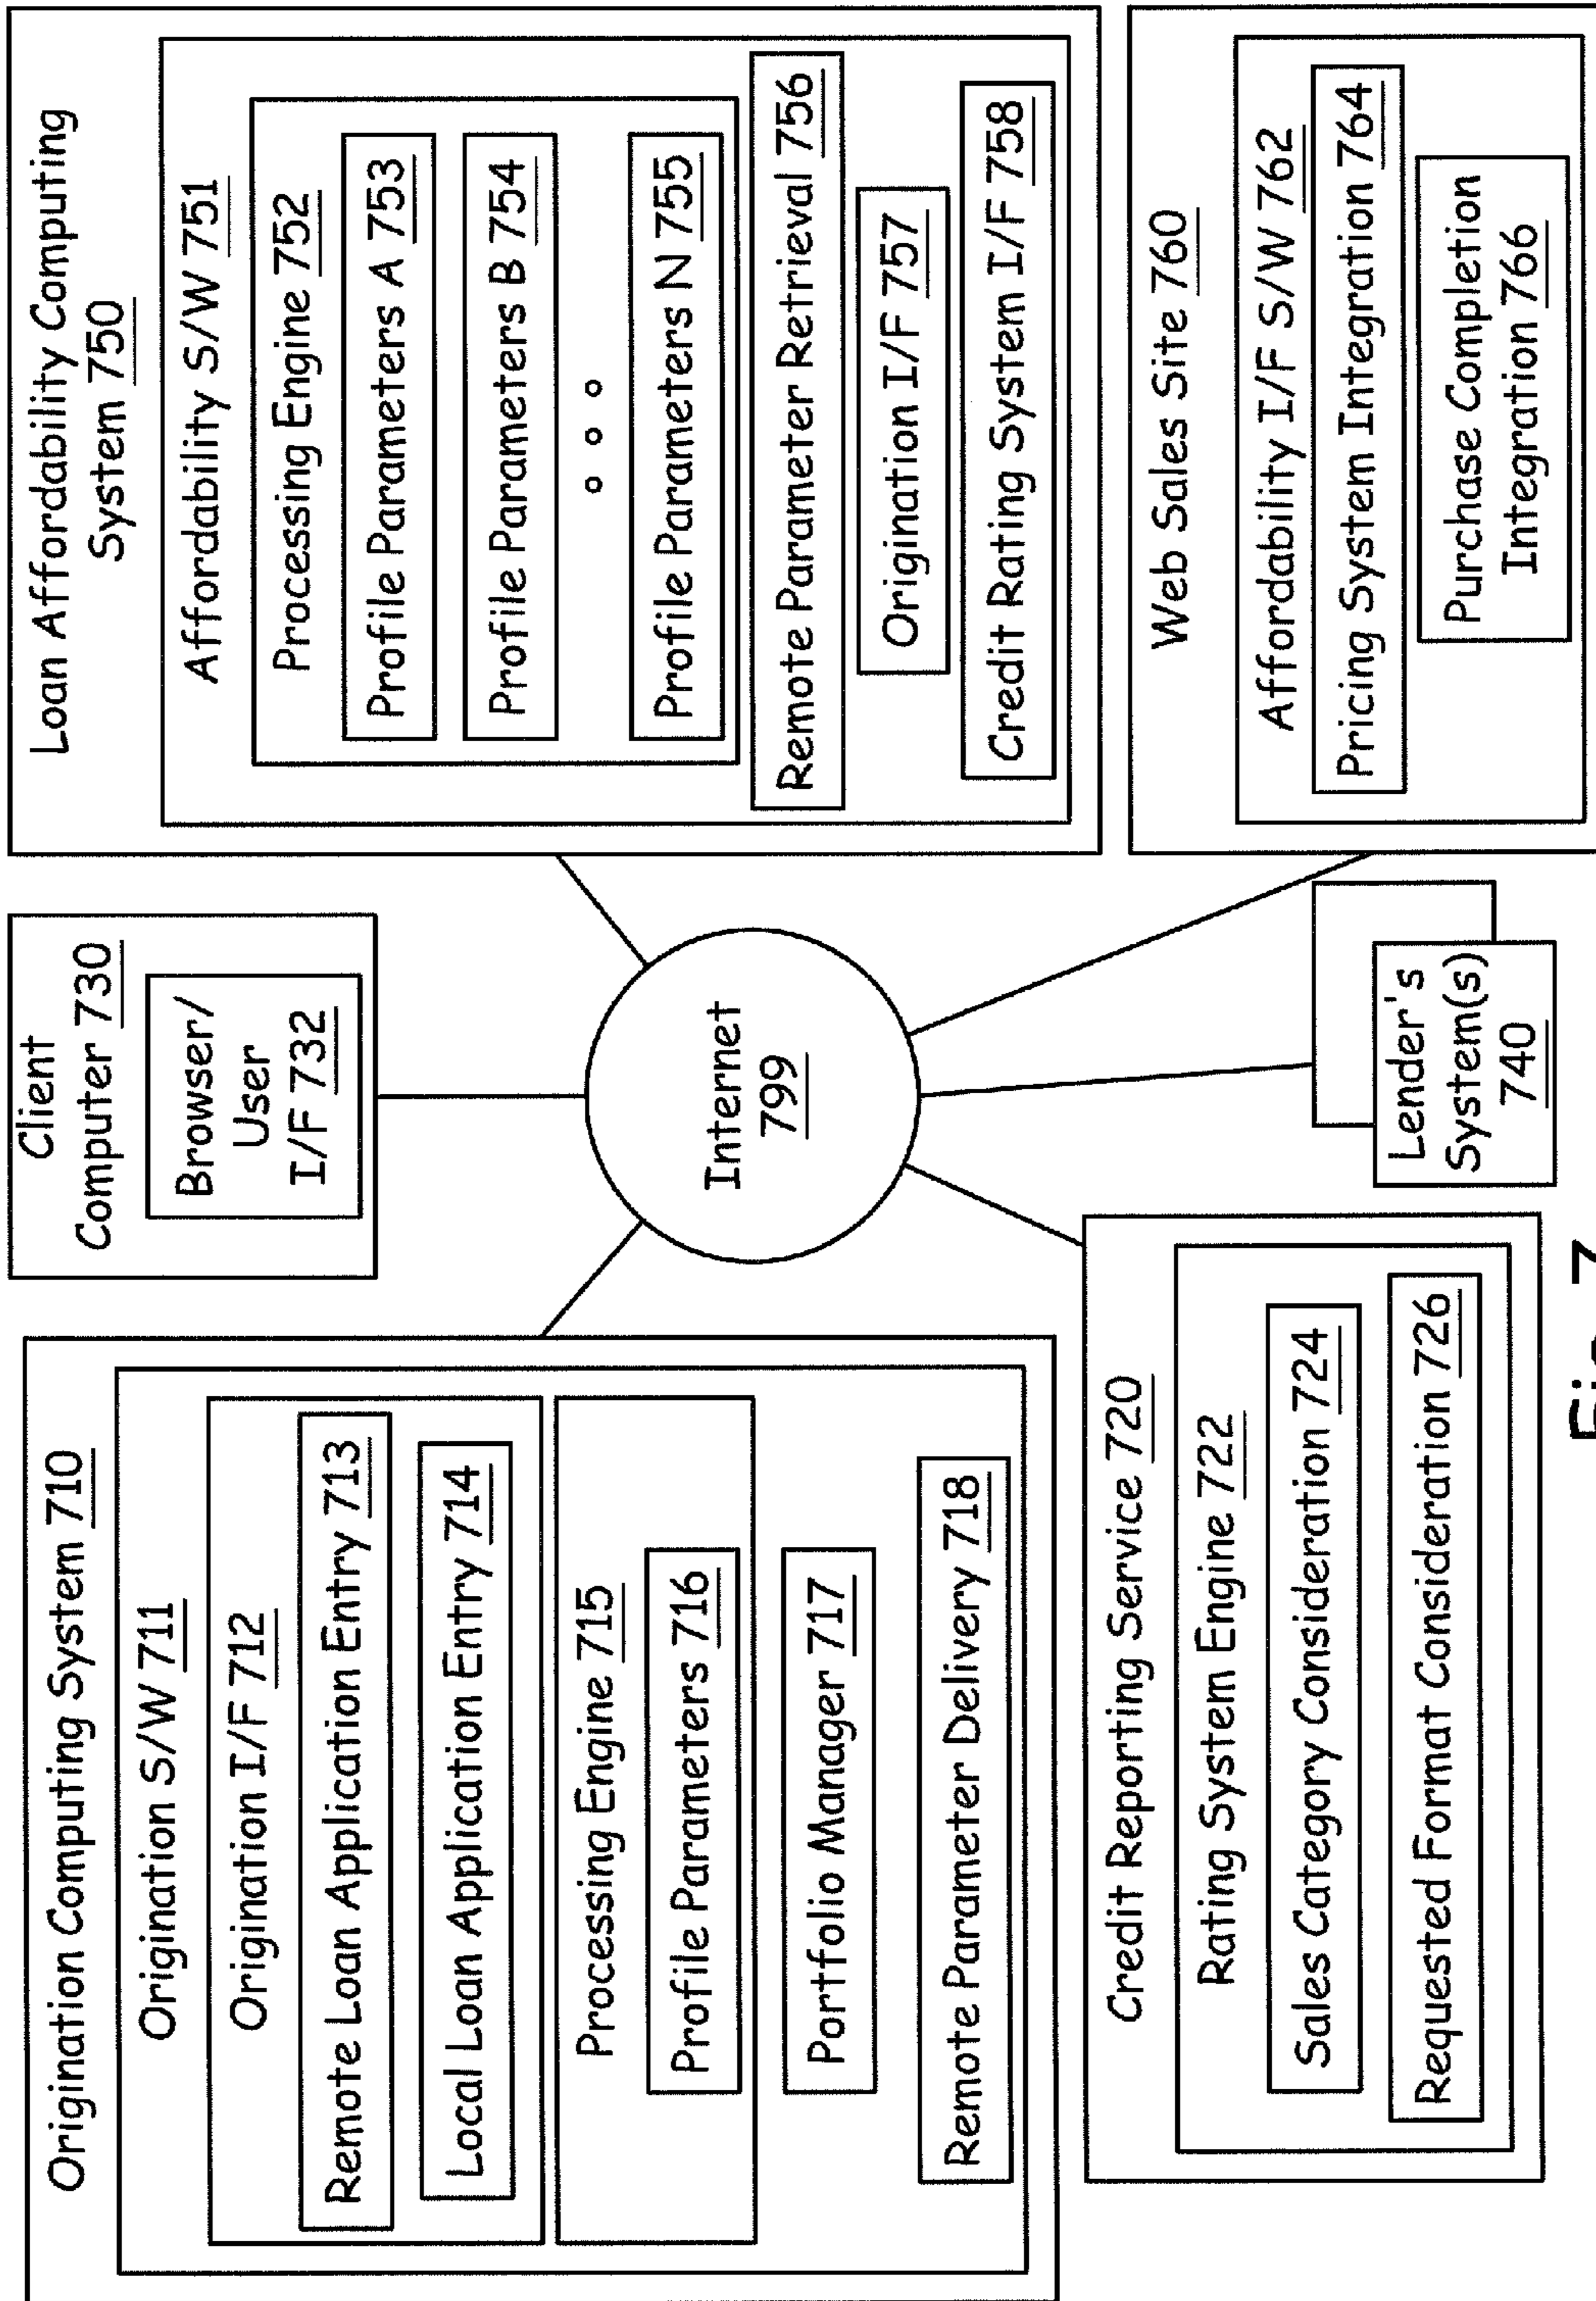 Origination Computing System 710
Origination S/W 711
Origination I/F 712
Remote Loan Application Entry 713
Local Loan Application Entry 714
Processing Engine 715
Profile Parameters 716
Portfolio Manager 717
Remote Parameter Delivery 718
Credit Reporting Service 720
Rating System Engine 722
Sales Category Consideration 724
Requested Format Consideration 726
Client
Computer 730
Browser/
User
I/F 732
Internet
799
Lender's
System(s)
740
Loan Affordability Computing
System 750
Affordability S/W 751
Processing Engine 752
Profile Parameters A 753
Profile Parameters B 754
Profile Parameters N 755
Remote Parameter Retrieval 756
Origination I/F 757
Credit Rating System I/F 758
Web Sales Site 760
Affordability I/F S/W 762
Pricing System Integration 764
Purchase Completion
Integration 766
Fig. 7